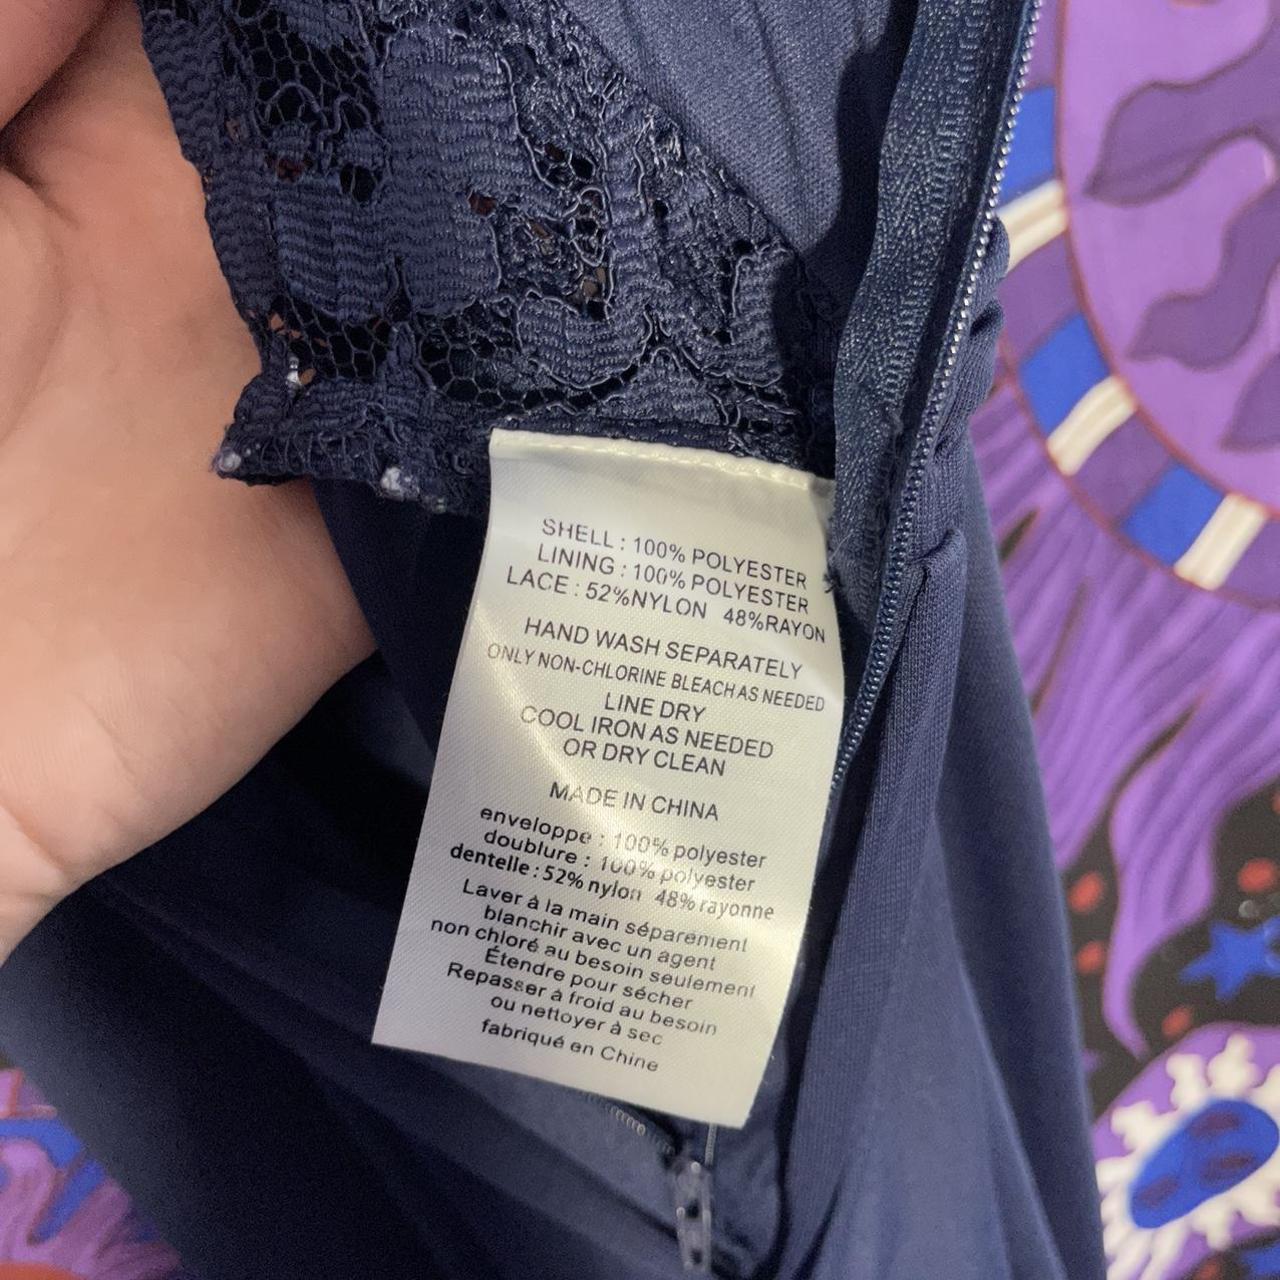 SHELL : 100% POLYESTER
LINING : 100% POLYESTER
LACE : 52%NYLON 48%RAYON
HAND WASH SEPARATELY
ONLY NON-CHLORINE BLEACH AS NEEDED
LINE DRY
COOL IRON AS NEEDED
OR DRY CLEAN
MADE IN CHINA
enveloppe : 100% polyester
doublure : 100% polyester
dentelle : 52% nylon 48% rayonne
Laver à la main séparement
blanchir avec un agent
non chloré au besoin seulement
Étendre pour sécher
Repasser à froid au besoin
ou nettoyer à sec
fabriqué en Chine